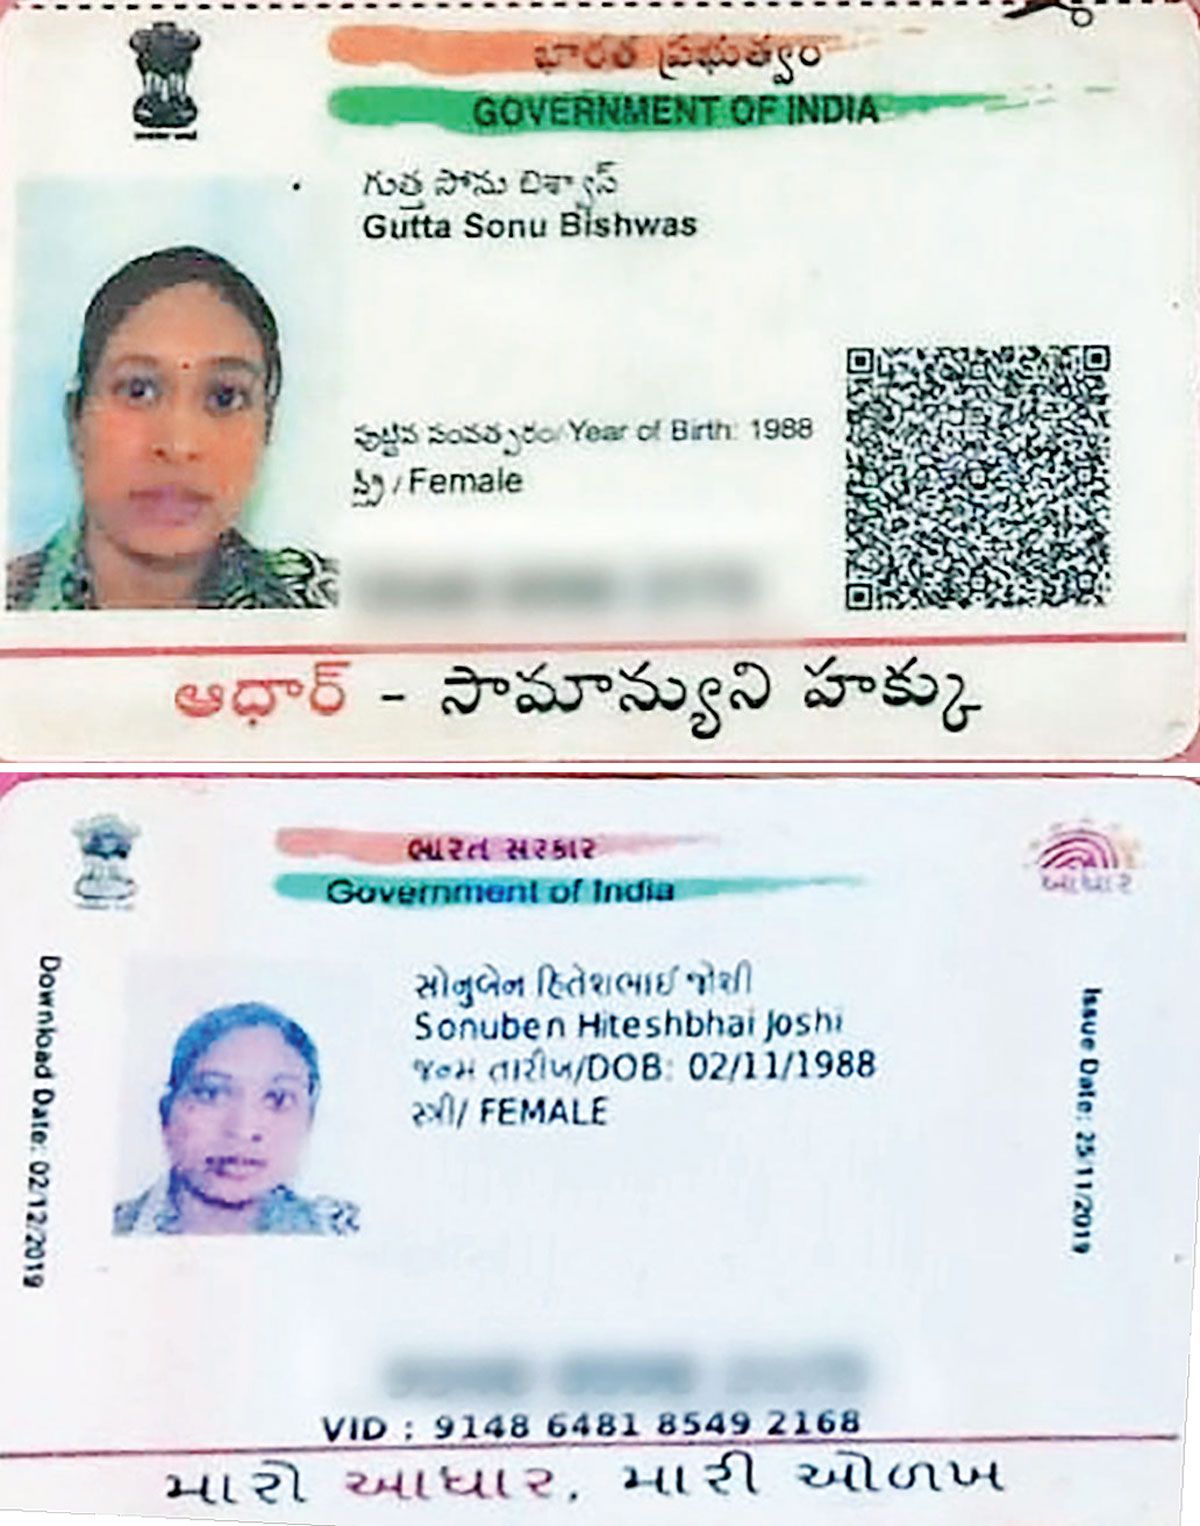 భారత ప్రభుత్వం
GOVERNMENT OF INDIA
గుత్త సోను బిశ్వాస్
Gutta Sonu Bishwas
పుట్టిన సంవత్సరం/Year of Birth: 1988
స్త్రీ / Female
ఆధార్ - సామాన్యుని హక్కు
ભારત સરકાર
Government of India
આધાર
Download Date: 02/12/2019
સોનુબેન હિતેશભાઈ જોશી
Sonuben Hiteshbhai Joshi
જન્મ તારીખ/DOB: 02/11/1988
સ્ત્રી/ FEMALE
Issue Date: 25/11/2019
VID : 9148 6481 8549 2168
મારો આધાર, મારી ઓળખ